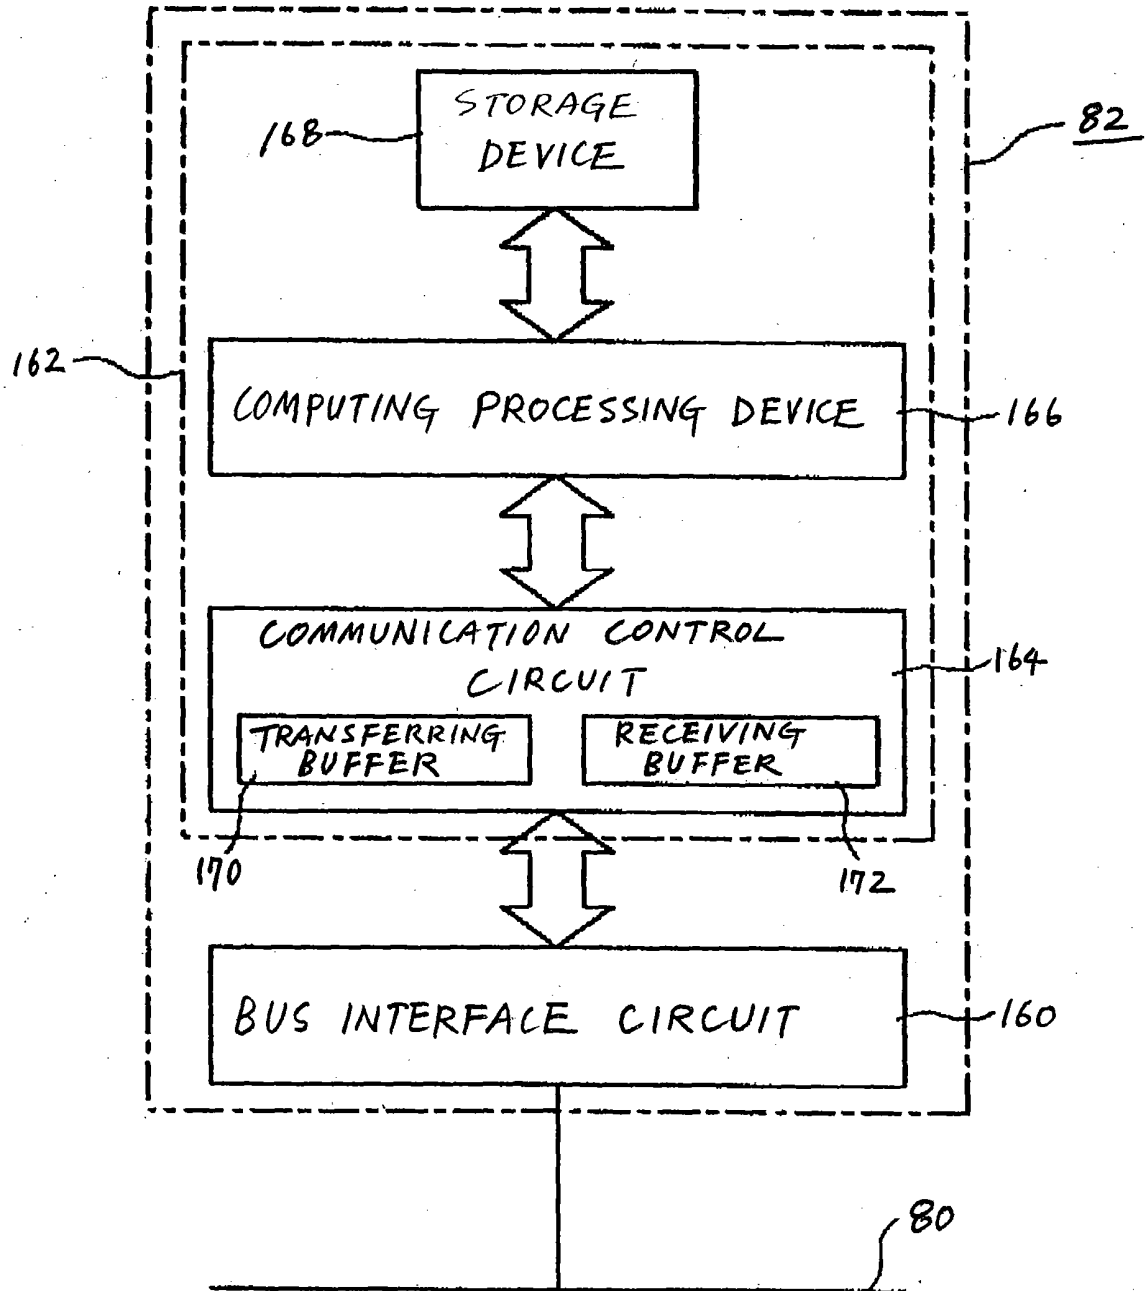 STORAGE
DEVICE
168
82
162
COMPUTING PROCESSING DEVICE
166
COMMUNICATION CONTROL
CIRCUIT
164
TRANSFERRING
BUFFER
RECEIVING
BUFFER
170
172
BUS INTERFACE CIRCUIT
160
80